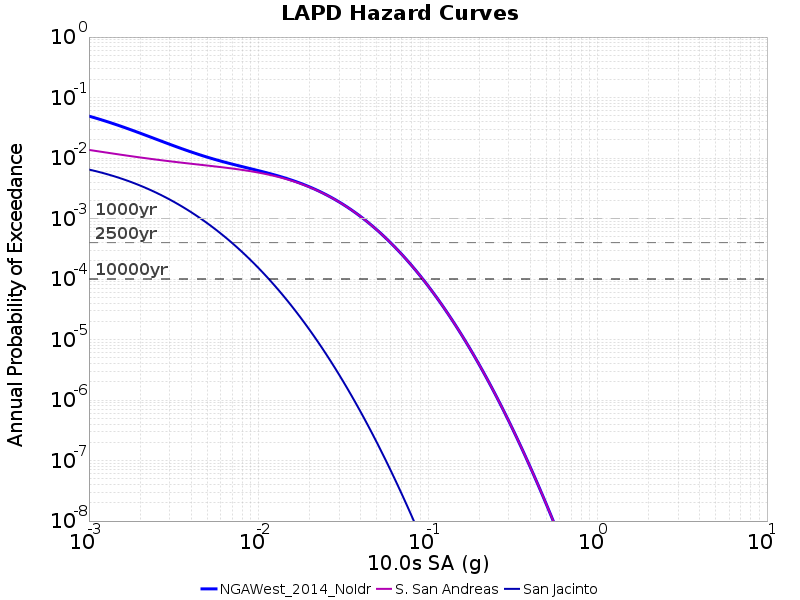 LAPD Hazard Curves
Annual Probability of Exceedance
10^0
10^-1
10^-2
10^-3
10^-4
10^-5
10^-6
10^-7
10^-8
1000yr
2500yr
10000yr
10^-3 10^-2 10^-1 10^0 10^1
10.0s SA (g)
NGAWest_2014_NoIdr S. San Andreas San Jacinto